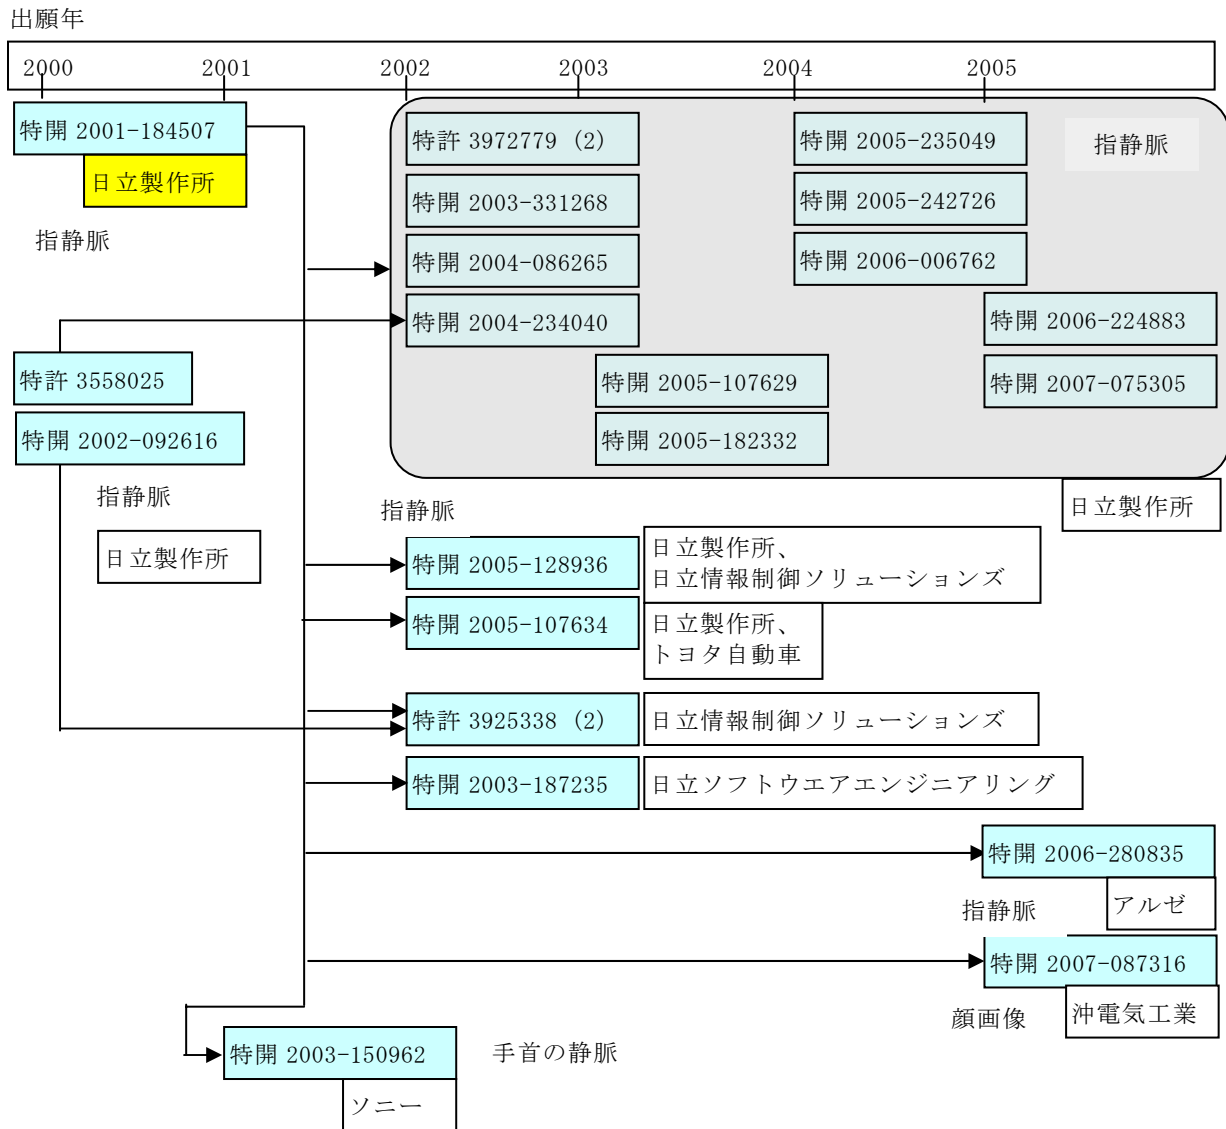 出願年
2000 2001 2002 2003 2004 2005
特開 2001-184507
日立製作所
指静脈
特許 3558025
特開 2002-092616
指静脈
日立製作所
特許 3972779 (2)
特開 2003-331268
特開 2004-086265
特開 2004-234040
特開 2005-107629
特開 2005-182332
特開 2005-235049
特開 2005-242726
特開 2006-006762
指静脈
特開 2006-224883
特開 2007-075305
日立製作所
指静脈
特開 2005-128936
日立製作所、
日立情報制御ソリューションズ
特開 2005-107634
日立製作所、
トヨタ自動車
特許 3925338 (2)
日立情報制御ソリューションズ
特開 2003-187235
日立ソフトウエアエンジニアリング
特開 2006-280835
アルゼ
指静脈
特開 2007-087316
沖電気工業
顔画像
特開 2003-150962
手首の静脈
ソニー